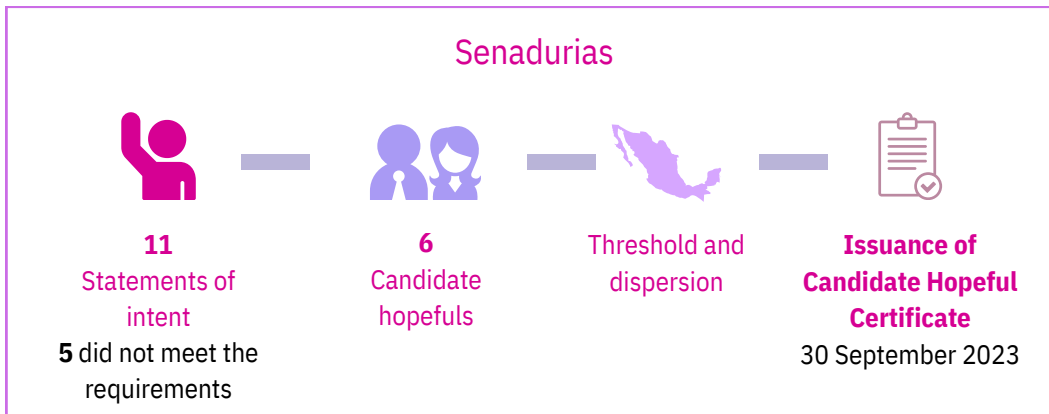 Senadurias
11
Statements of
intent
5 did not meet the
requirements
6
Candidate
hopefuls
Threshold and
dispersion
Issuance of
Candidate Hopeful
Certificate
30 September 2023